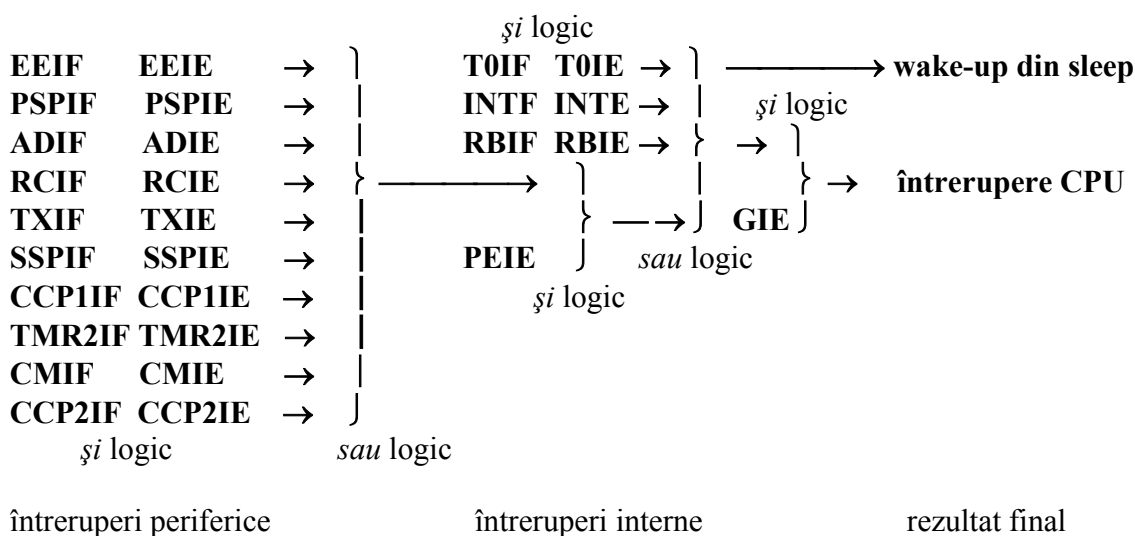 şi logic
EEIF EEIE → T0IF T0IE → → wake-up din sleep
PSPIF PSPIE → INTF INTE → şi logic
ADIF ADIE → RBIF RBIE → →
RCIF RCIE → → → întrerupere CPU
TXIF TXIE → → GIE
SSPIF SSPIE → PEIE sau logic
CCP1IF CCP1IE → şi logic
TMR2IF TMR2IE →
CMIF CMIE →
CCP2IF CCP2IE →
şi logic sau logic
întreruperi periferice întreruperi interne rezultat final